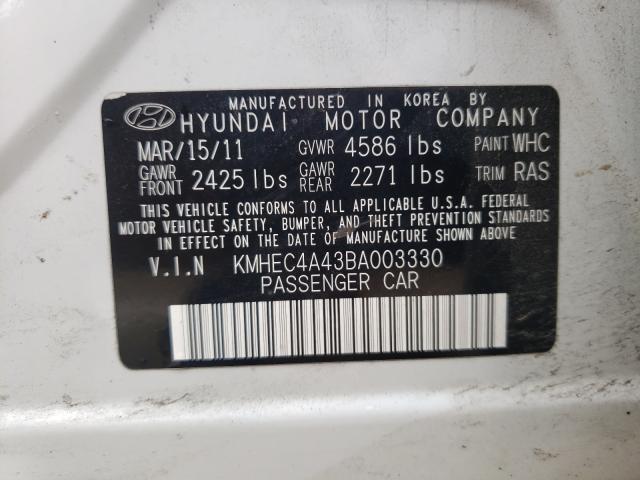 MANUFACTURED IN KOREA BY
HYUNDAI MOTOR COMPANY
MAR/15/11 GVWR 4586 lbs PAINT WHC
GAWR FRONT 2425 lbs GAWR REAR 2271 lbs TRIM RAS
THIS VEHICLE CONFORMS TO ALL APPLICABLE U.S.A. FEDERAL
MOTOR VEHICLE SAFETY, BUMPER, AND THEFT PREVENTION STANDARDS
IN EFFECT ON THE DATE OF MANUFACTURE SHOWN ABOVE.
V.I.N KMHEC4A43BA003330
PASSENGER CAR